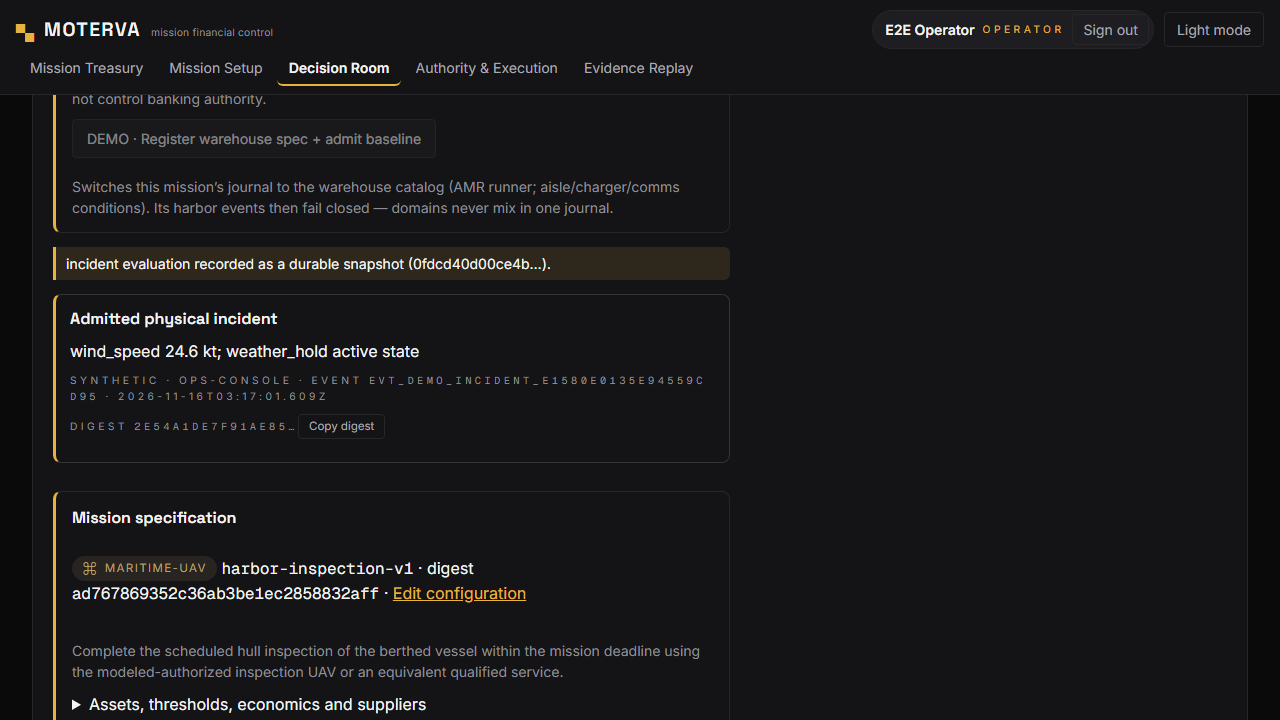 MOTERVA mission financial control
E2E Operator OPERATOR Sign out Light mode
Mission Treasury Mission Setup Decision Room Authority & Execution Evidence Replay
not control banking authority.
DEMO · Register warehouse spec + admit baseline
Switches this mission’s journal to the warehouse catalog (AMR runner; aisle/charger/comms
conditions). Its harbor events then fail closed — domains never mix in one journal.
incident evaluation recorded as a durable snapshot (0fdcd40d00ce4b…).
Admitted physical incident
wind_speed 24.6 kt; weather_hold active state
SYNTHETIC · OPS-CONSOLE · EVENT EVT_DEMO_INCIDENT_E1580E0135E94559C
D95 · 2026-11-16T03:17:01.609Z
DIGEST 2E54A1DE7F91AE85… Copy digest
Mission specification
⌘ MARITIME-UAV harbor-inspection-v1 · digest
ad767869352c36ab3be1ec2858832aff · Edit configuration
Complete the scheduled hull inspection of the berthed vessel within the mission deadline using
the modeled-authorized inspection UAV or an equivalent qualified service.
▶ Assets, thresholds, economics and suppliers